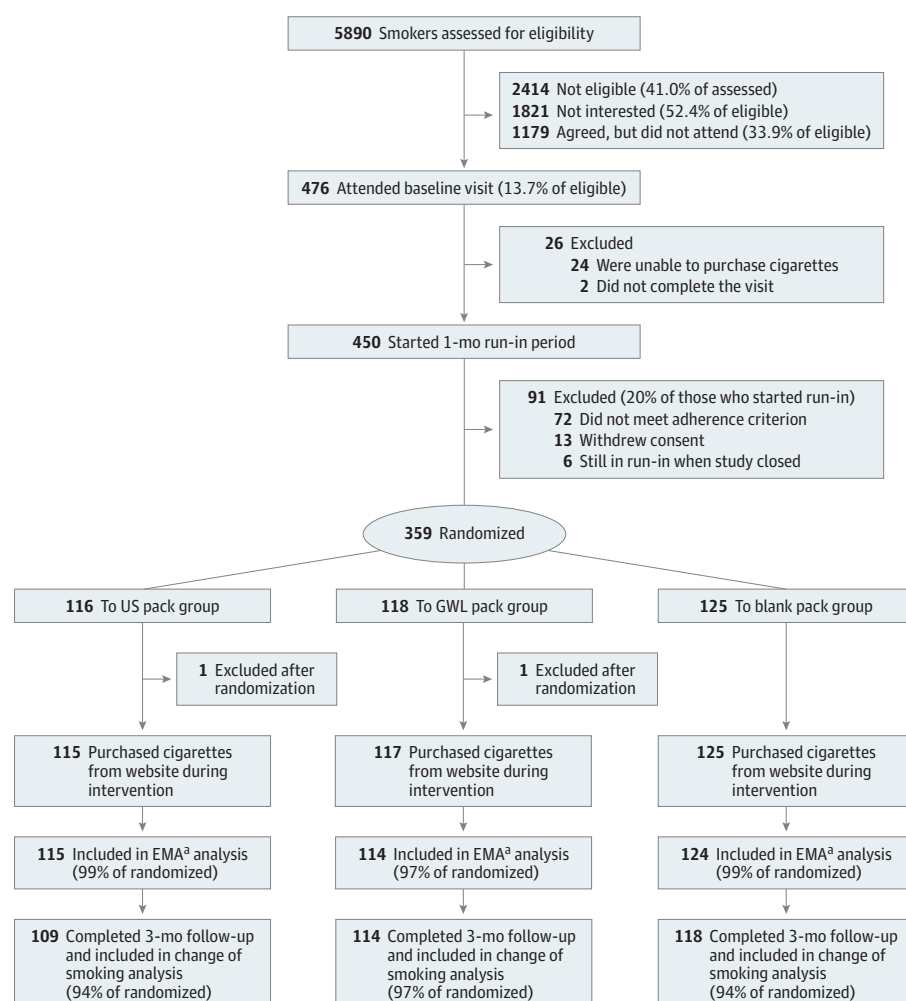 5890 Smokers assessed for eligibility
2414 Not eligible (41.0% of assessed)
1821 Not interested (52.4% of eligible)
1179 Agreed, but did not attend (33.9% of eligible)
476 Attended baseline visit (13.7% of eligible)
26 Excluded
24 Were unable to purchase cigarettes
2 Did not complete the visit
450 Started 1-mo run-in period
91 Excluded (20% of those who started run-in)
72 Did not meet adherence criterion
13 Withdrew consent
6 Still in run-in when study closed
359 Randomized
116 To US pack group
118 To GWL pack group
125 To blank pack group
1 Excluded after
randomization
1 Excluded after
randomization
115 Purchased cigarettes
from website during
intervention
117 Purchased cigarettes
from website during
intervention
125 Purchased cigarettes
from website during
intervention
115 Included in EMAa analysis
(99% of randomized)
114 Included in EMAa analysis
(97% of randomized)
124 Included in EMAa analysis
(99% of randomized)
109 Completed 3-mo follow-up
and included in change of
smoking analysis
(94% of randomized)
114 Completed 3-mo follow-up
and included in change of
smoking analysis
(97% of randomized)
118 Completed 3-mo follow-up
and included in change of
smoking analysis
(94% of randomized)